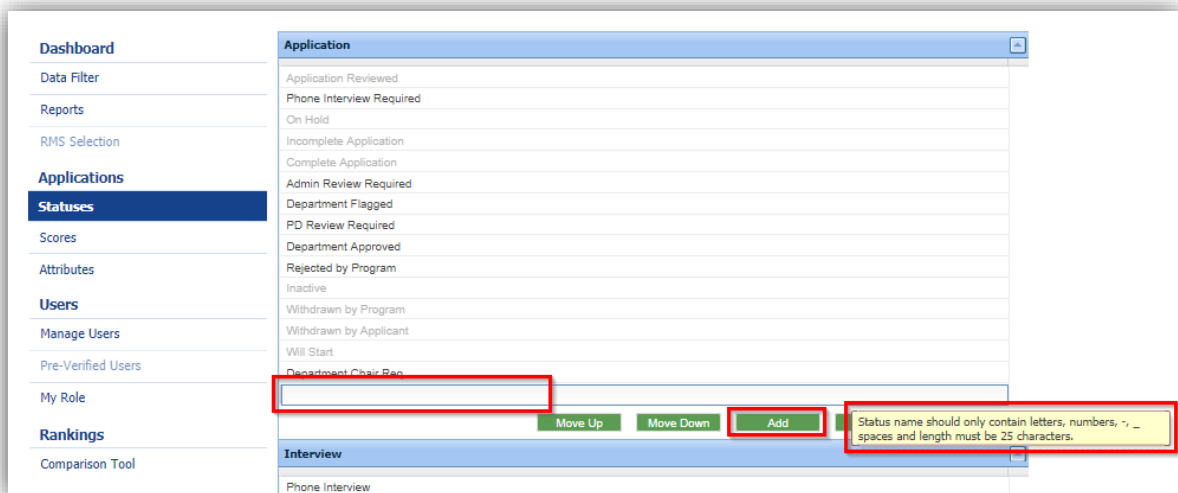 Dashboard
Data Filter
Reports
RMS Selection
Applications
Statuses
Scores
Attributes
Users
Manage Users
Pre-Verified Users
My Role
Rankings
Comparison Tool
Application
Application Reviewed
Phone Interview Required
On Hold
Incomplete Application
Complete Application
Admin Review Required
Department Flagged
PD Review Required
Department Approved
Rejected by Program
Inactive
Withdrawn by Program
Withdrawn by Applicant
Will Start
Department Chair Req
Move Up Move Down Add
Status name should only contain letters, numbers, -, _
spaces and length must be 25 characters.
Interview
Phone Interview